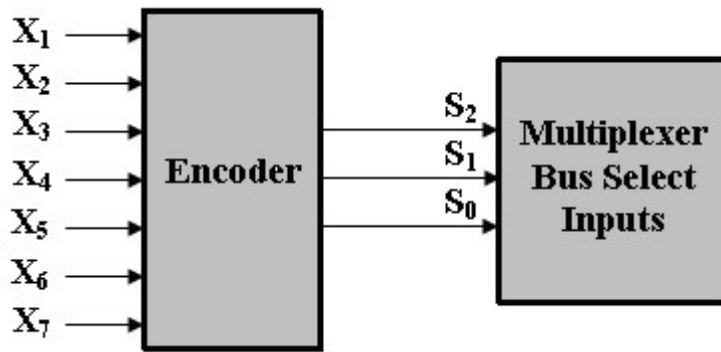 X₁
X₂
X₃
X₄
X₅
X₆
X₇
Encoder
S₂
S₁
S₀
Multiplexer
Bus Select
Inputs